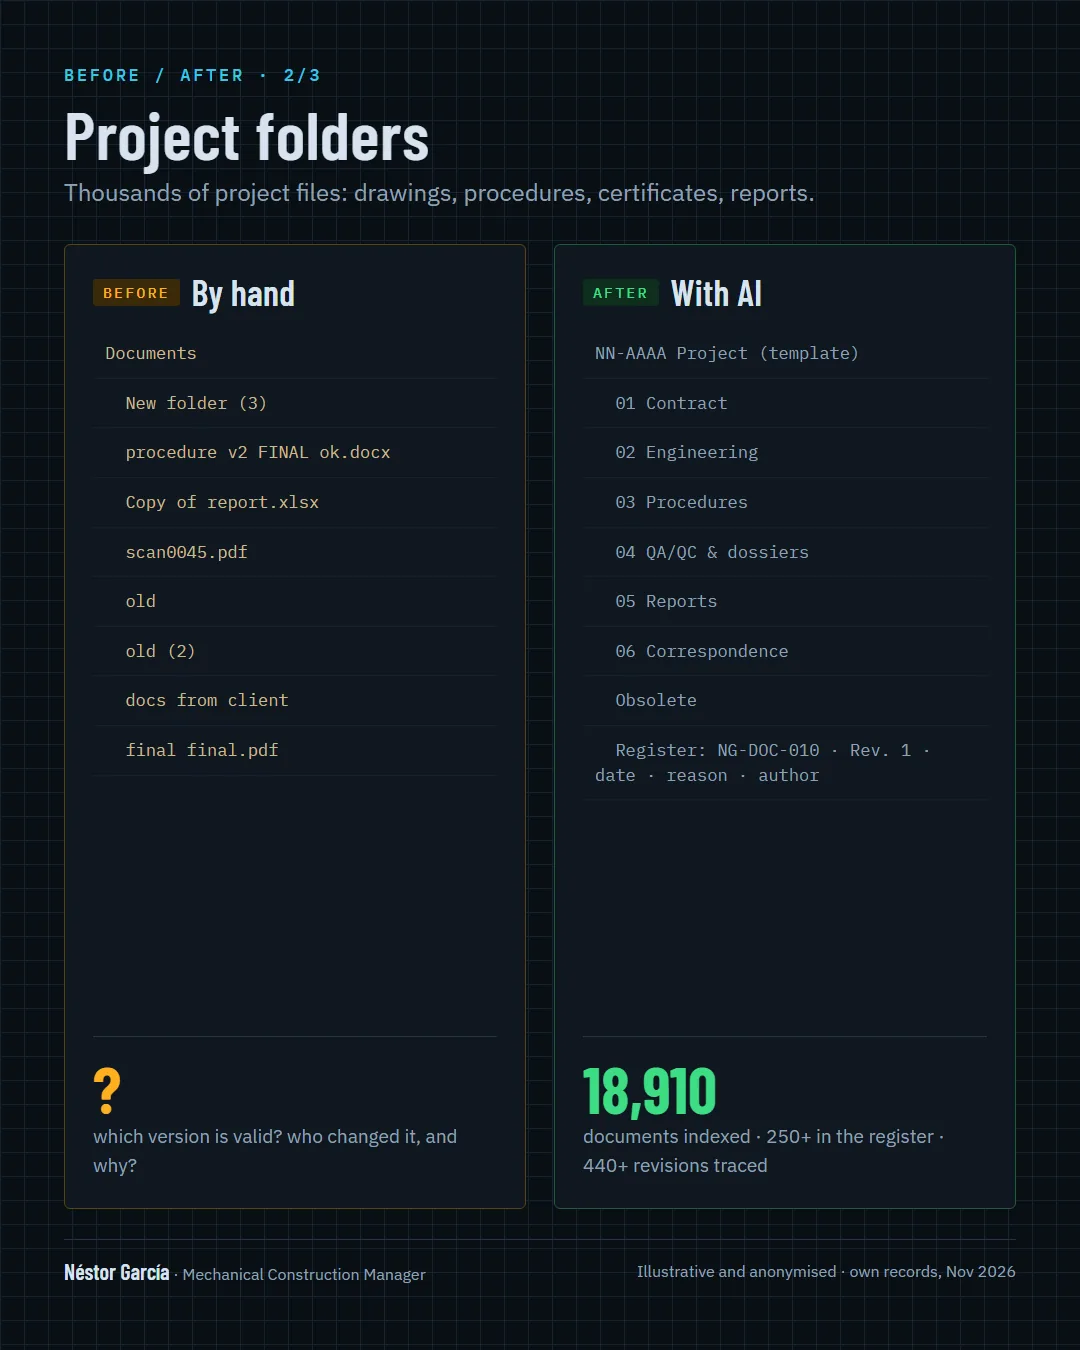 BEFORE / AFTER · 2/3
Project folders
Thousands of project files: drawings, procedures, certificates, reports.
BEFORE By hand
Documents
New folder (3)
procedure v2 FINAL ok.docx
Copy of report.xlsx
scan0045.pdf
old
old (2)
docs from client
final final.pdf
?
which version is valid? who changed it, and
why?
AFTER With AI
NN-AAAA Project (template)
01 Contract
02 Engineering
03 Procedures
04 QA/QC & dossiers
05 Reports
06 Correspondence
Obsolete
Register: NG-DOC-010 · Rev. 1 ·
date · reason · author
18,910
documents indexed · 250+ in the register ·
440+ revisions traced
Néstor García · Mechanical Construction Manager
Illustrative and anonymised · own records, Nov 2026